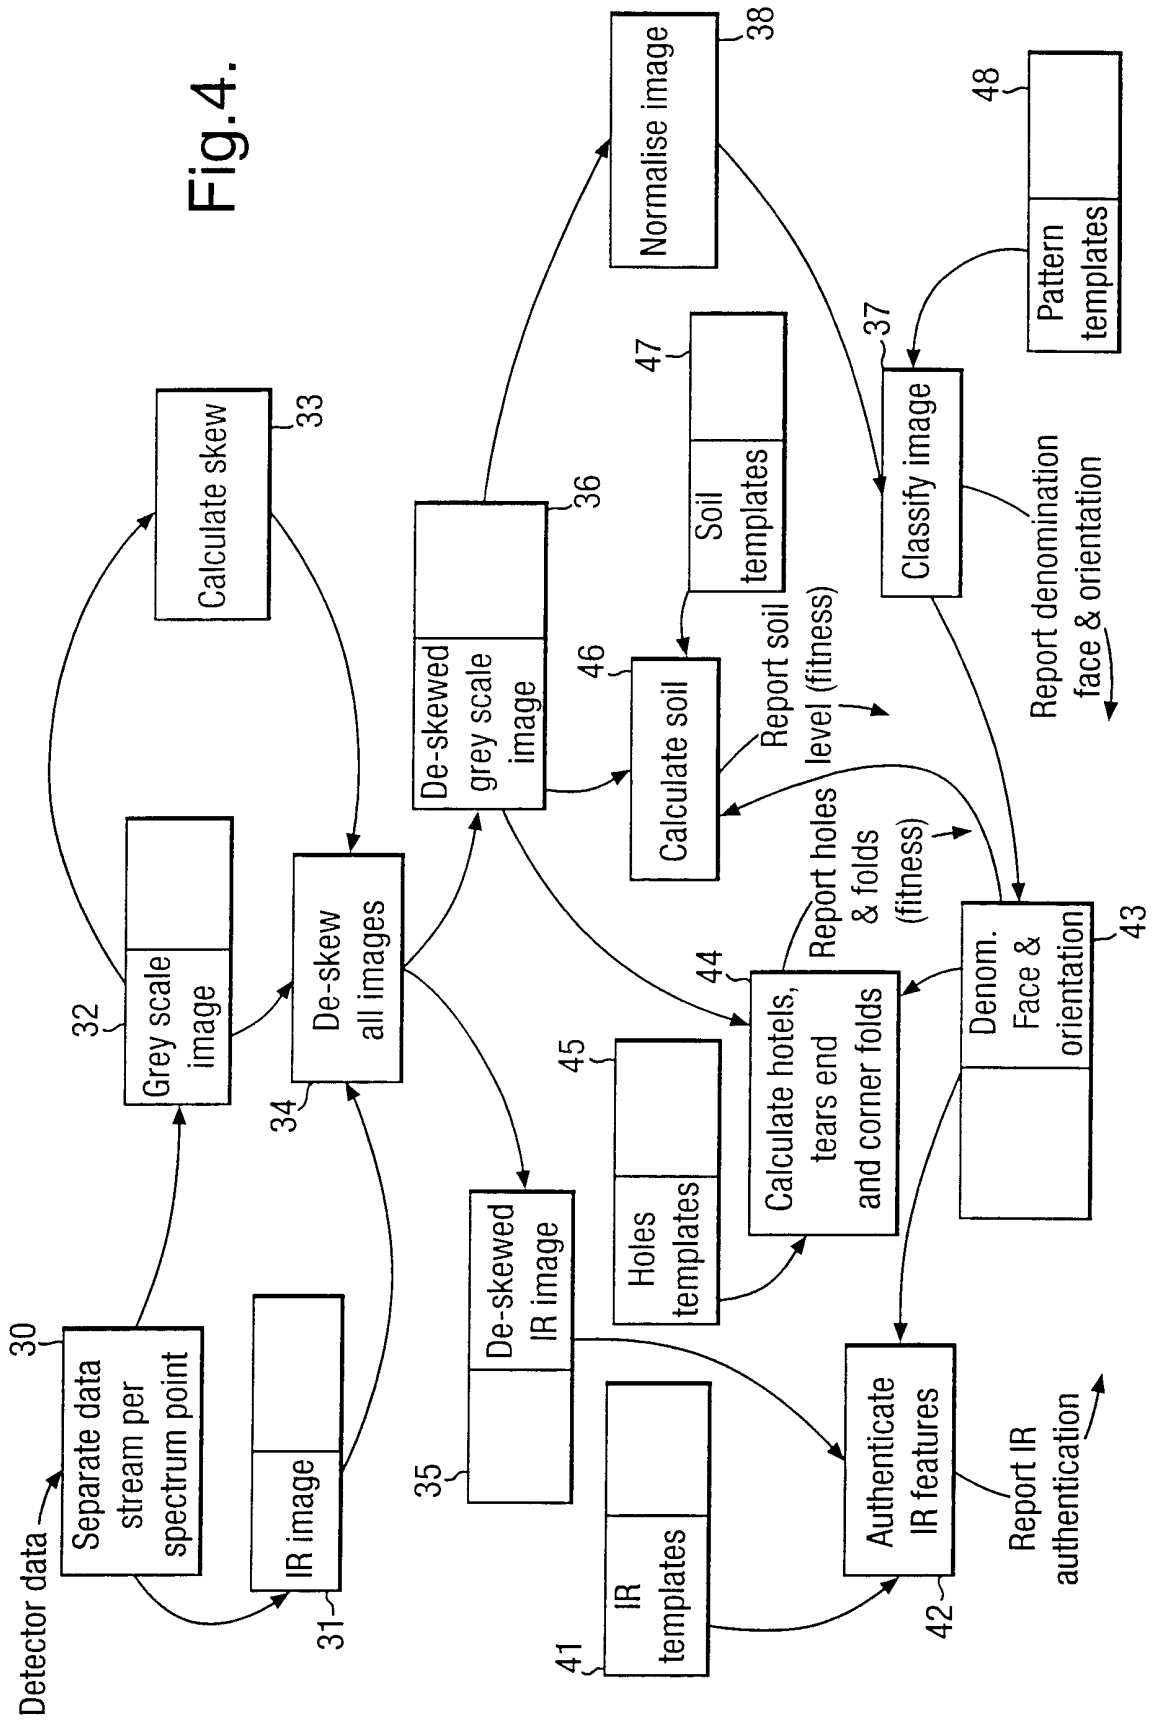 Fig.4.
Detector data
30
Separate data
stream per
spectrum point
31
IR image
32
Grey scale
image
Calculate skew
33
34
De-skew
all images
35
De-skewed
IR image
De-skewed
grey scale
image
36
Normalise image
38
41
IR
templates
45
Holes
templates
46
Calculate soil
47
Soil
templates
Report soil
level (fitness)
44
Calculate hotels,
tears end
and corner folds
Report holes
& folds
(fitness)
37
Classify image
48
Pattern
templates
Report denomination
face & orientation
Denom.
Face &
orientation
43
42
Authenticate
IR features
Report IR
authentication